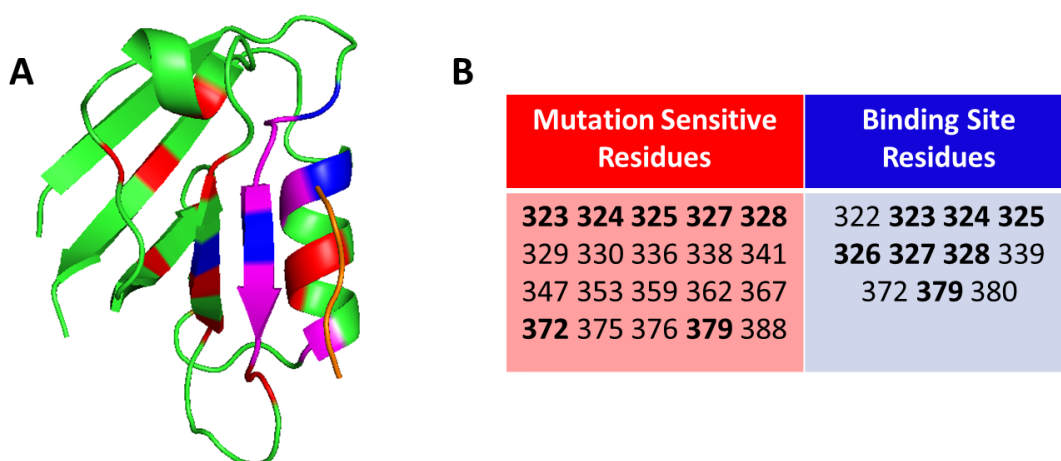 A
B
Mutation Sensitive
Residues
Binding Site
Residues
323 324 325 327 328
329 330 336 338 341
347 353 359 362 367
372 375 376 379 388
322 323 324 325
326 327 328 339
372 379 380